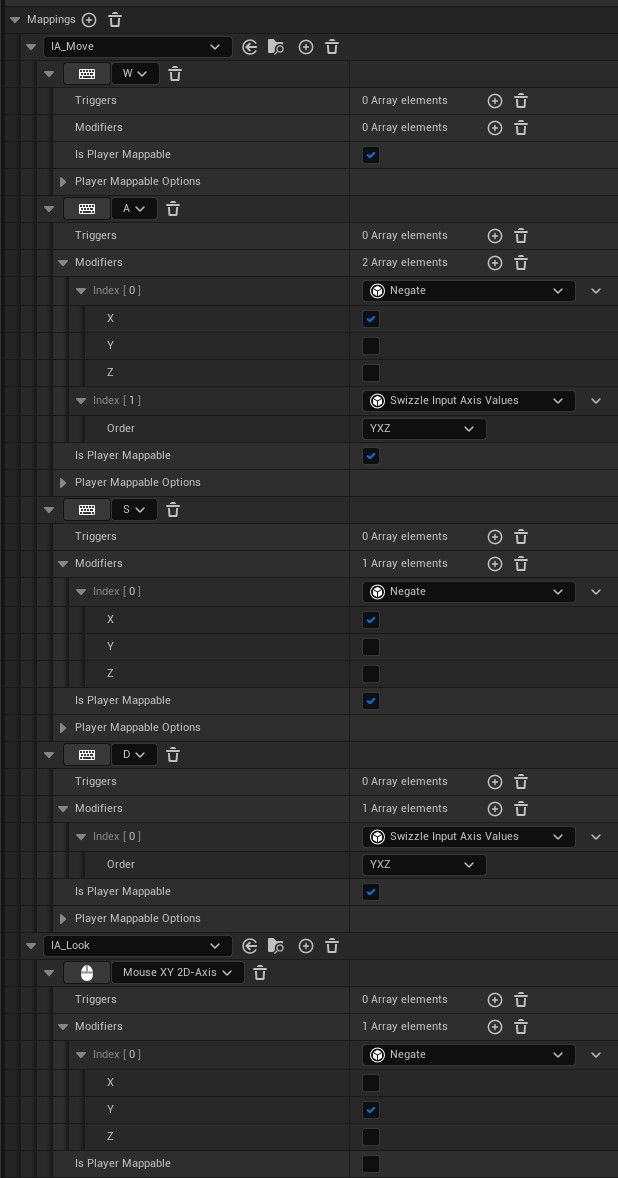 Mappings
IA_Move
W
Triggers 0 Array elements
Modifiers 0 Array elements
Is Player Mappable
Player Mappable Options
A
Triggers 0 Array elements
Modifiers 2 Array elements
Index [ 0 ] Negate
X
Y
Z
Index [ 1 ] Swizzle Input Axis Values
Order YXZ
Is Player Mappable
Player Mappable Options
S
Triggers 0 Array elements
Modifiers 1 Array elements
Index [ 0 ] Negate
X
Y
Z
Is Player Mappable
Player Mappable Options
D
Triggers 0 Array elements
Modifiers 1 Array elements
Index [ 0 ] Swizzle Input Axis Values
Order YXZ
Is Player Mappable
Player Mappable Options
IA_Look
Mouse XY 2D-Axis
Triggers 0 Array elements
Modifiers 1 Array elements
Index [ 0 ] Negate
X
Y
Z
Is Player Mappable